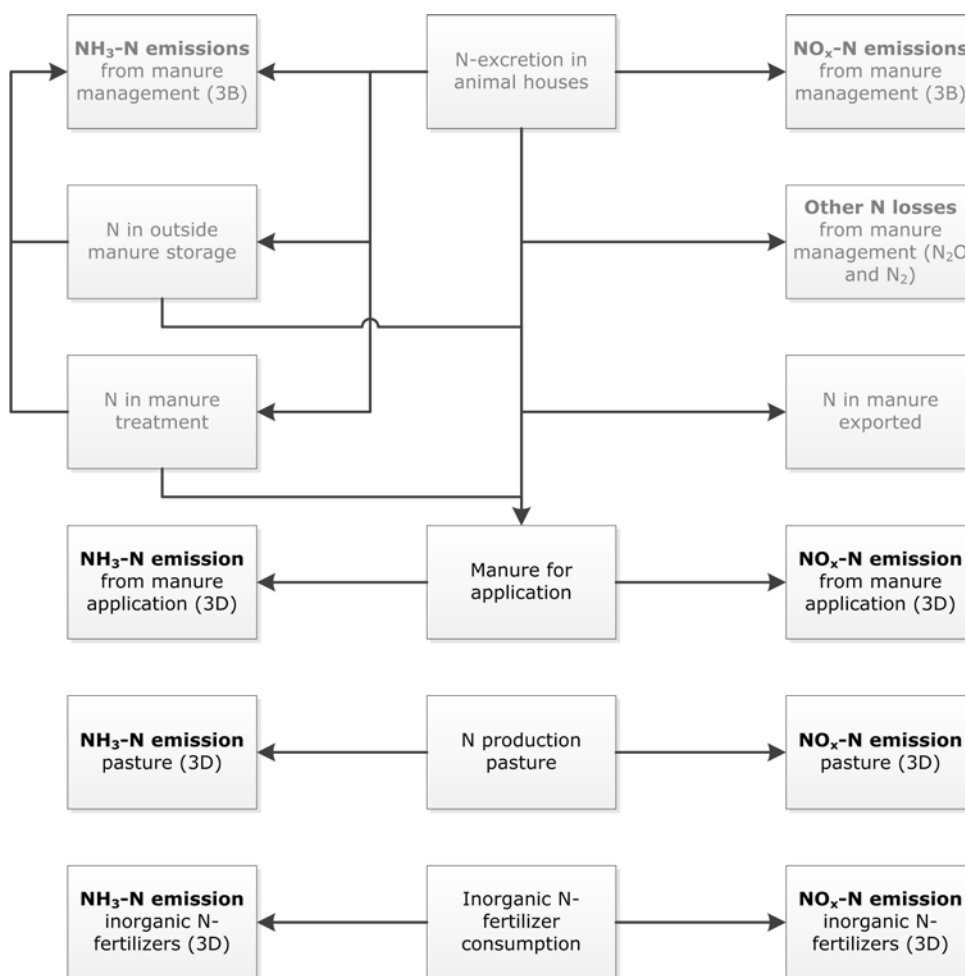 NH₃-N emissions
from manure
management (3B)
N-excretion in
animal houses
NOₓ-N emissions
from manure
management (3B)
N in outside
manure storage
Other N losses
from manure
management (N₂O
and N₂)
N in manure
treatment
N in manure
exported
NH₃-N emission
from manure
application (3D)
Manure for
application
NOₓ-N emission
from manure
application (3D)
NH₃-N emission
pasture (3D)
N production
pasture
NOₓ-N emission
pasture (3D)
NH₃-N emission
inorganic N-
fertilizers (3D)
Inorganic N-
fertilizer
consumption
NOₓ-N emission
inorganic N-
fertilizers (3D)